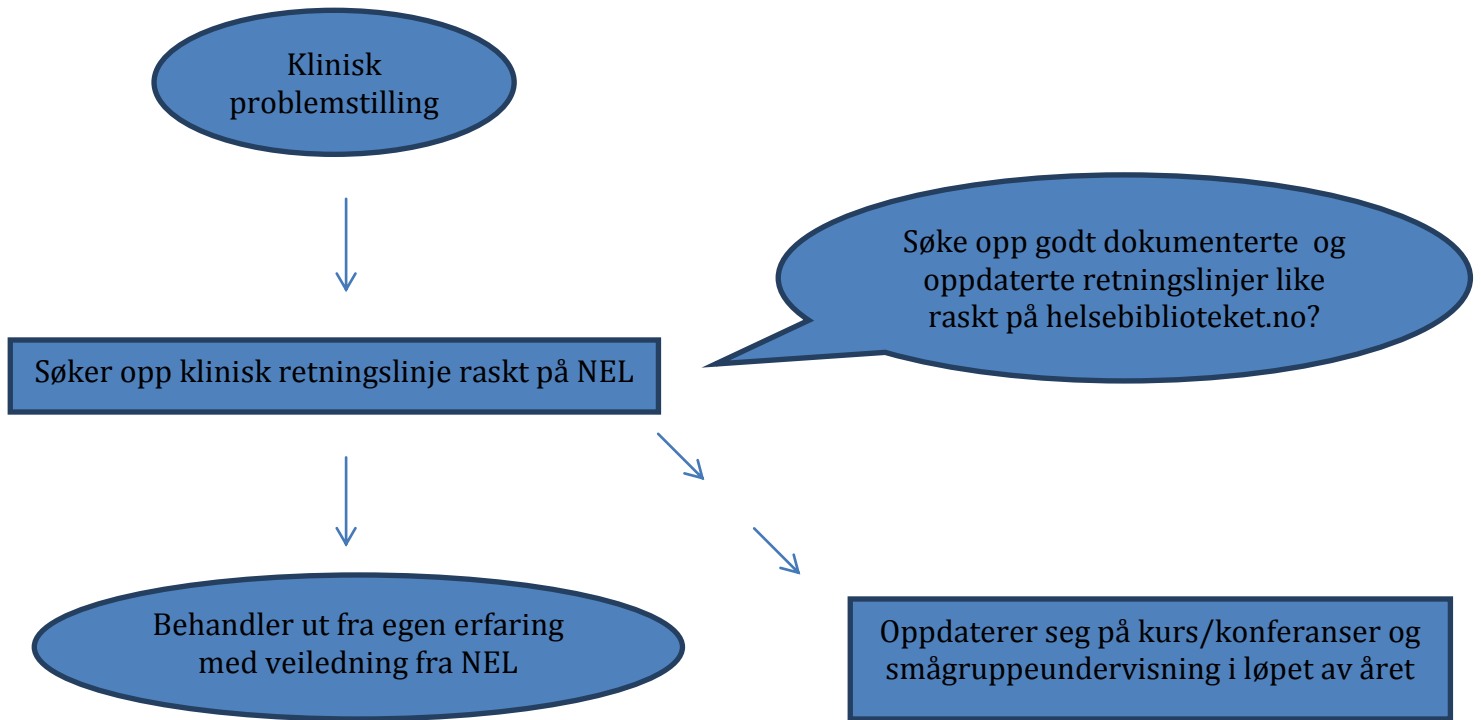 Klinisk
problemstilling
Søke opp godt dokumenterte  og
oppdaterte retningslinjer like
raskt på helsebiblioteket.no?
Søker opp klinisk retningslinje raskt på NEL
Behandler ut fra egen erfaring
med veiledning fra NEL
Oppdaterer seg på kurs/konferanser og
smågruppeundervisning i løpet av året